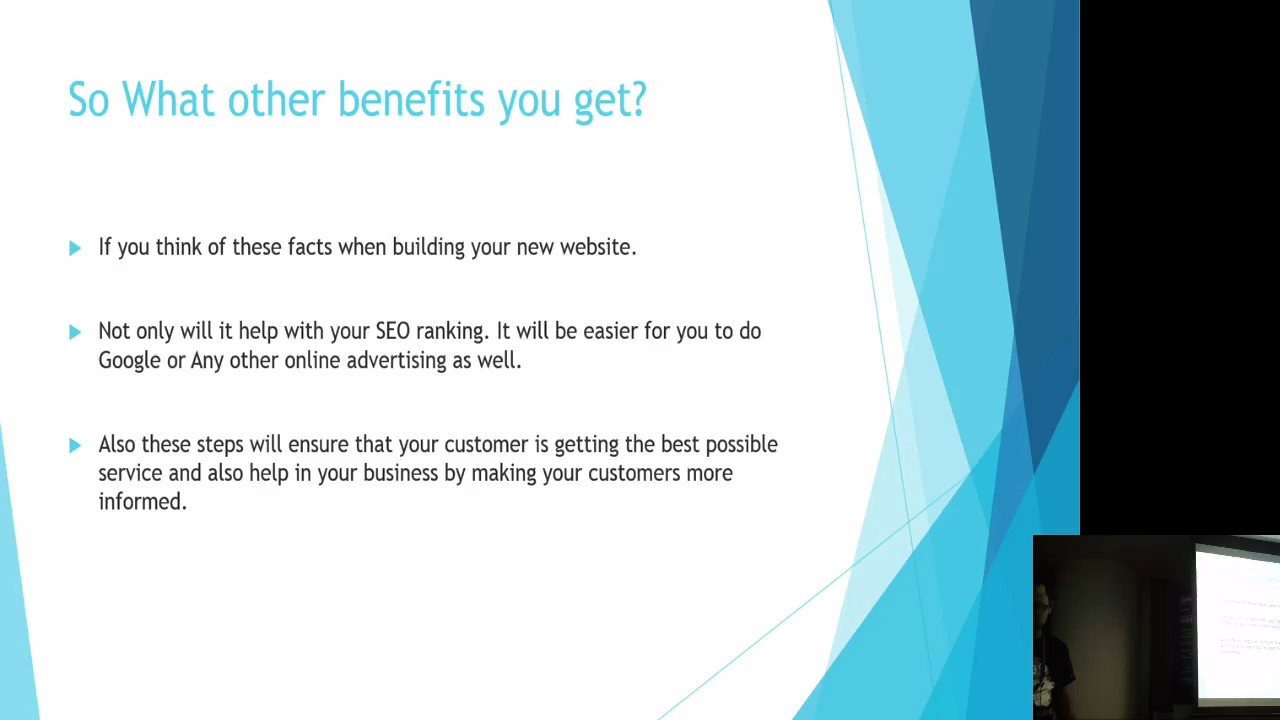 So What other benefits you get?
If you think of these facts when building your new website.
Not only will it help with your SEO ranking. It will be easier for you to do
Google or Any other online advertising as well.
Also these steps will ensure that your customer is getting the best possible
service and also help in your business by making your customers more
informed.